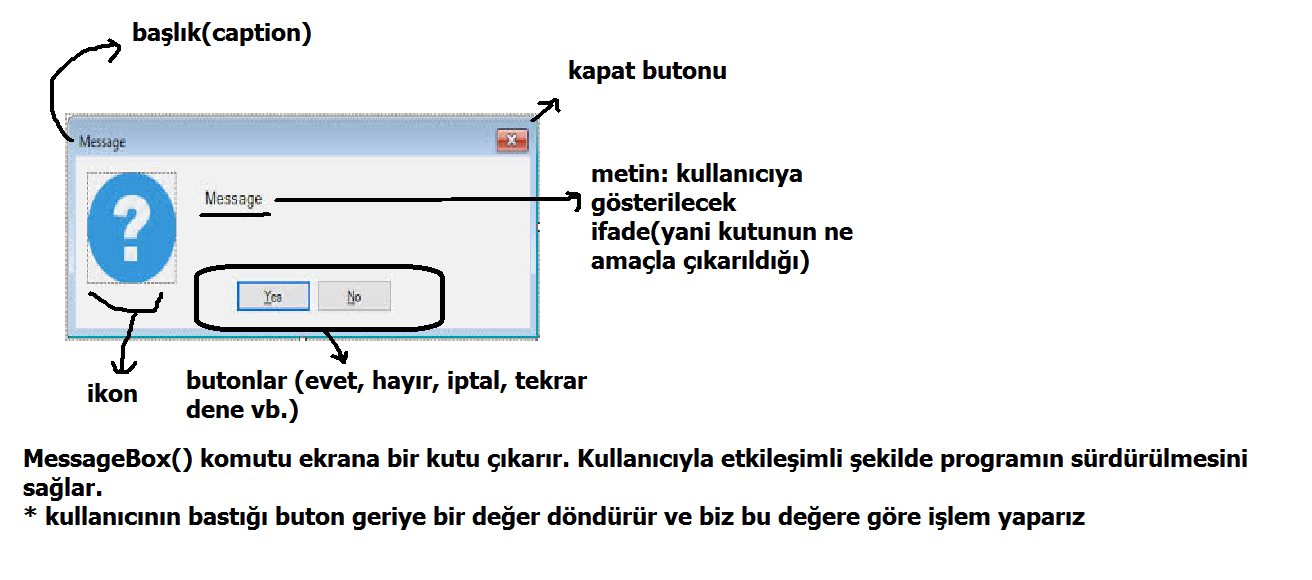 başlık(caption)
kapat butonu
Message
Message
metin: kullanıcıya
gösterilecek
ifade(yani kutunun ne
amaçla çıkarıldığı)
Yes
No
ikon
butonlar (evet, hayır, iptal, tekrar
dene vb.)
MessageBox() komutu ekrana bir kutu çıkarır. Kullanıcıyla etkileşimli şekilde programın sürdürülmesini
sağlar.
* kullanıcının bastığı buton geriye bir değer döndürür ve biz bu değere göre işlem yaparız